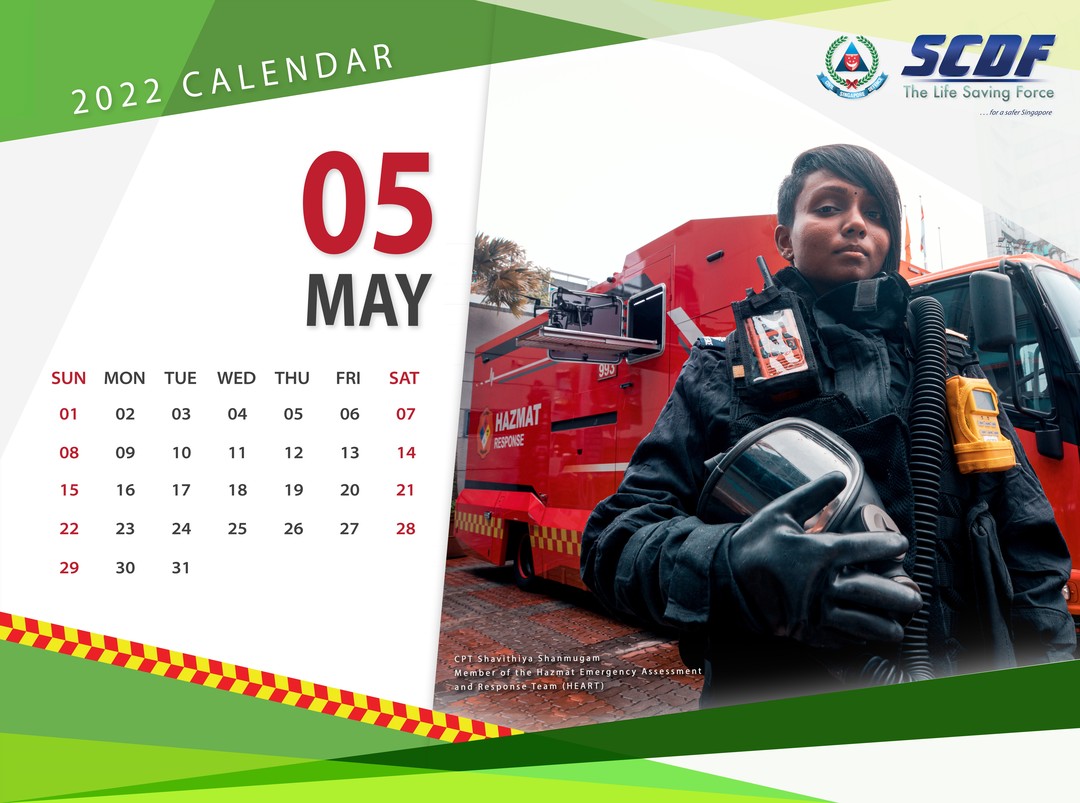 2022 CALENDAR
SCDF
The Life Saving Force
...for a safer Singapore
05
MAY
SUN MON TUE WED THU FRI SAT
01 02 03 04 05 06 07
08 09 10 11 12 13 14
15 16 17 18 19 20 21
22 23 24 25 26 27 28
29 30 31
993
HAZMAT
RESPONSE
CPT Shavithiya Shanmugam
Member of the Hazmat Emergency Assessment
and Response Team (HEART)